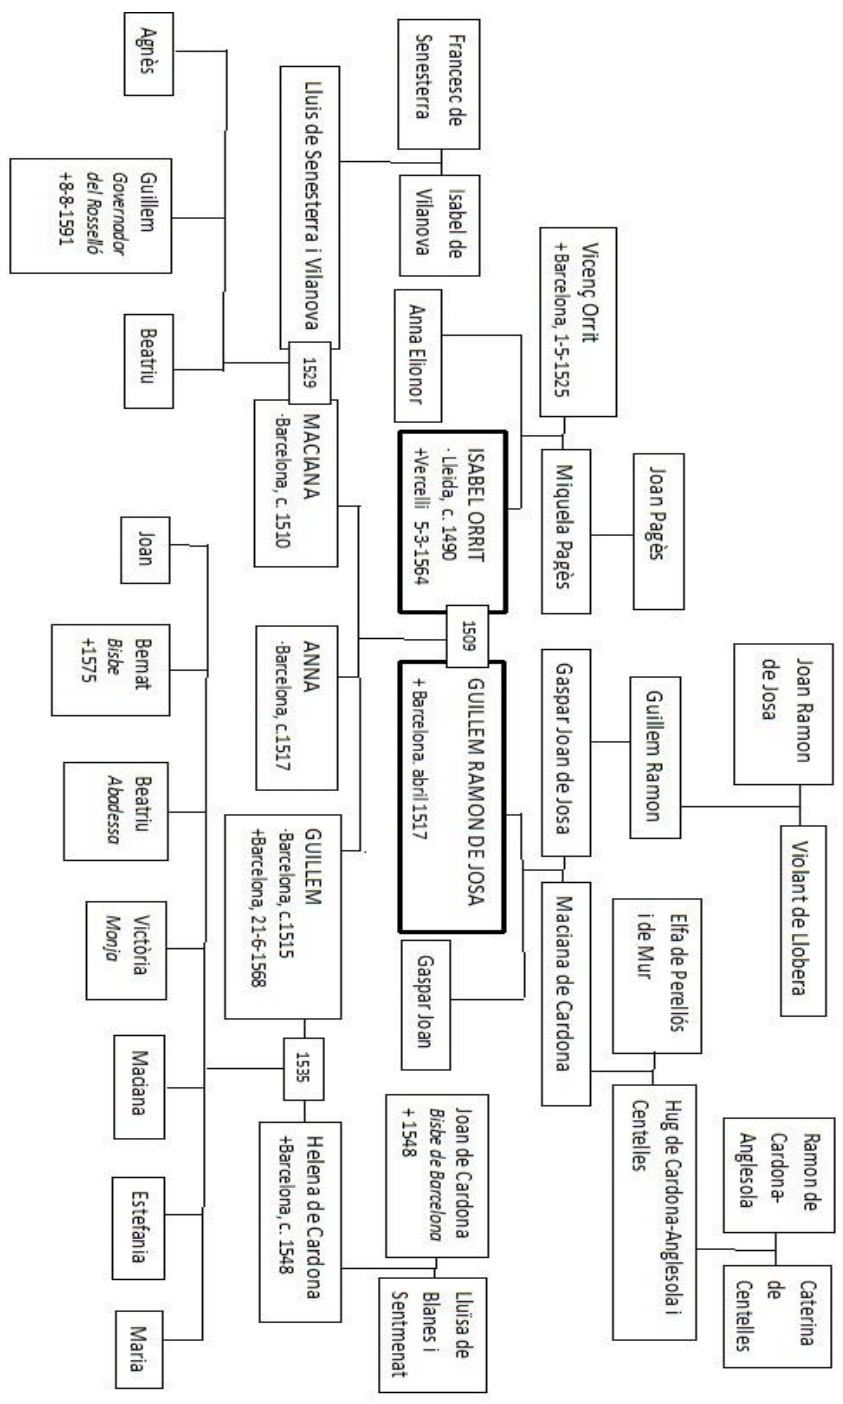 Joan Ramon
de Josa
Violant de Llobera
Ramon de
Cardona-
Anglesola
Caterina
de
Centelles
Joan Pagès
Guillem Ramon
Elfa de Perellós
i de Mur
Hug de Cardona-Anglesola i
Centelles
Vicenç Orrit
+ Barcelona, 1-5-1525
Miquela Pagès
Gaspar Joan de Josa
Maciana de Cardona
Francesc de
Senesterra
Isabel de
Vilanova
Anna Elionor
ISABEL ORRIT
· Lleida, c. 1490
+Vercelli 5-3-1564
1509
GUILLEM RAMON DE JOSA
+ Barcelona. abril 1517
Gaspar Joan
Joan de Cardona
Bisbe de Barcelona
+ 1548
Lluïsa de
Blanes i
Sentmenat
Lluis de Senesterra i Vilanova
1529
MACIANA
·Barcelona, c. 1510
ANNA
·Barcelona, c.1517
GUILLEM
·Barcelona, c.1515
+Barcelona, 21-6-1568
1535
Helena de Cardona
+Barcelona, c. 1548
Agnès
Guillem
Governador
del Rosselló
+8-8-1591
Beatriu
Joan
Bernat
Bisbe
+1575
Beatriu
Abadessa
Victòria
Monja
Maciana
Estefania
Maria